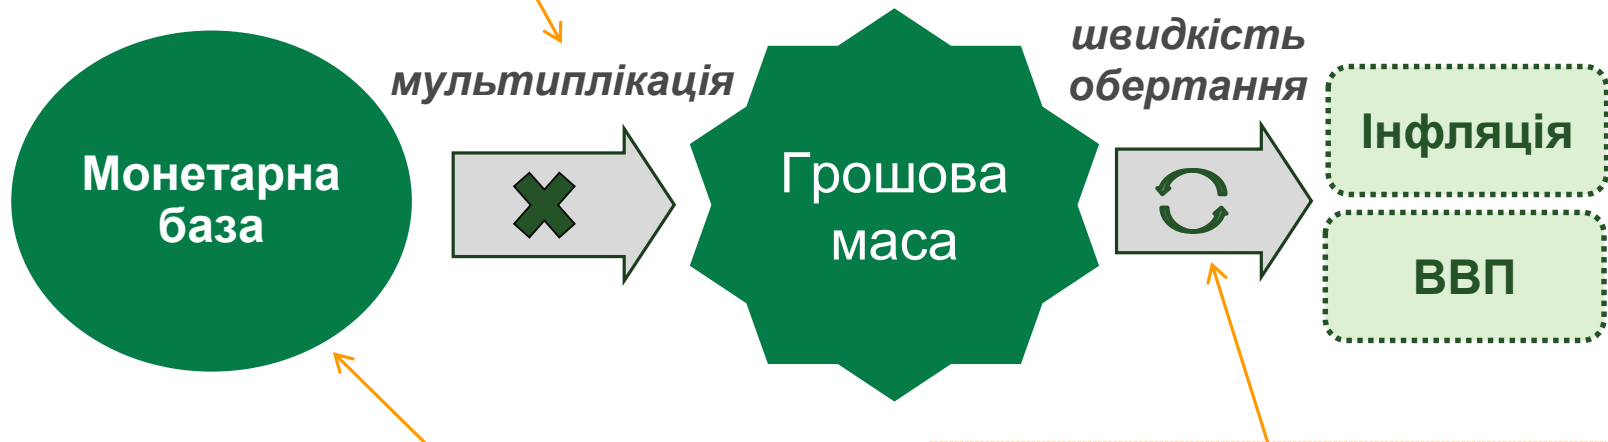 Монетарна
база
мультиплікація
Грошова
маса
швидкість
обертання
Інфляція
ВВП